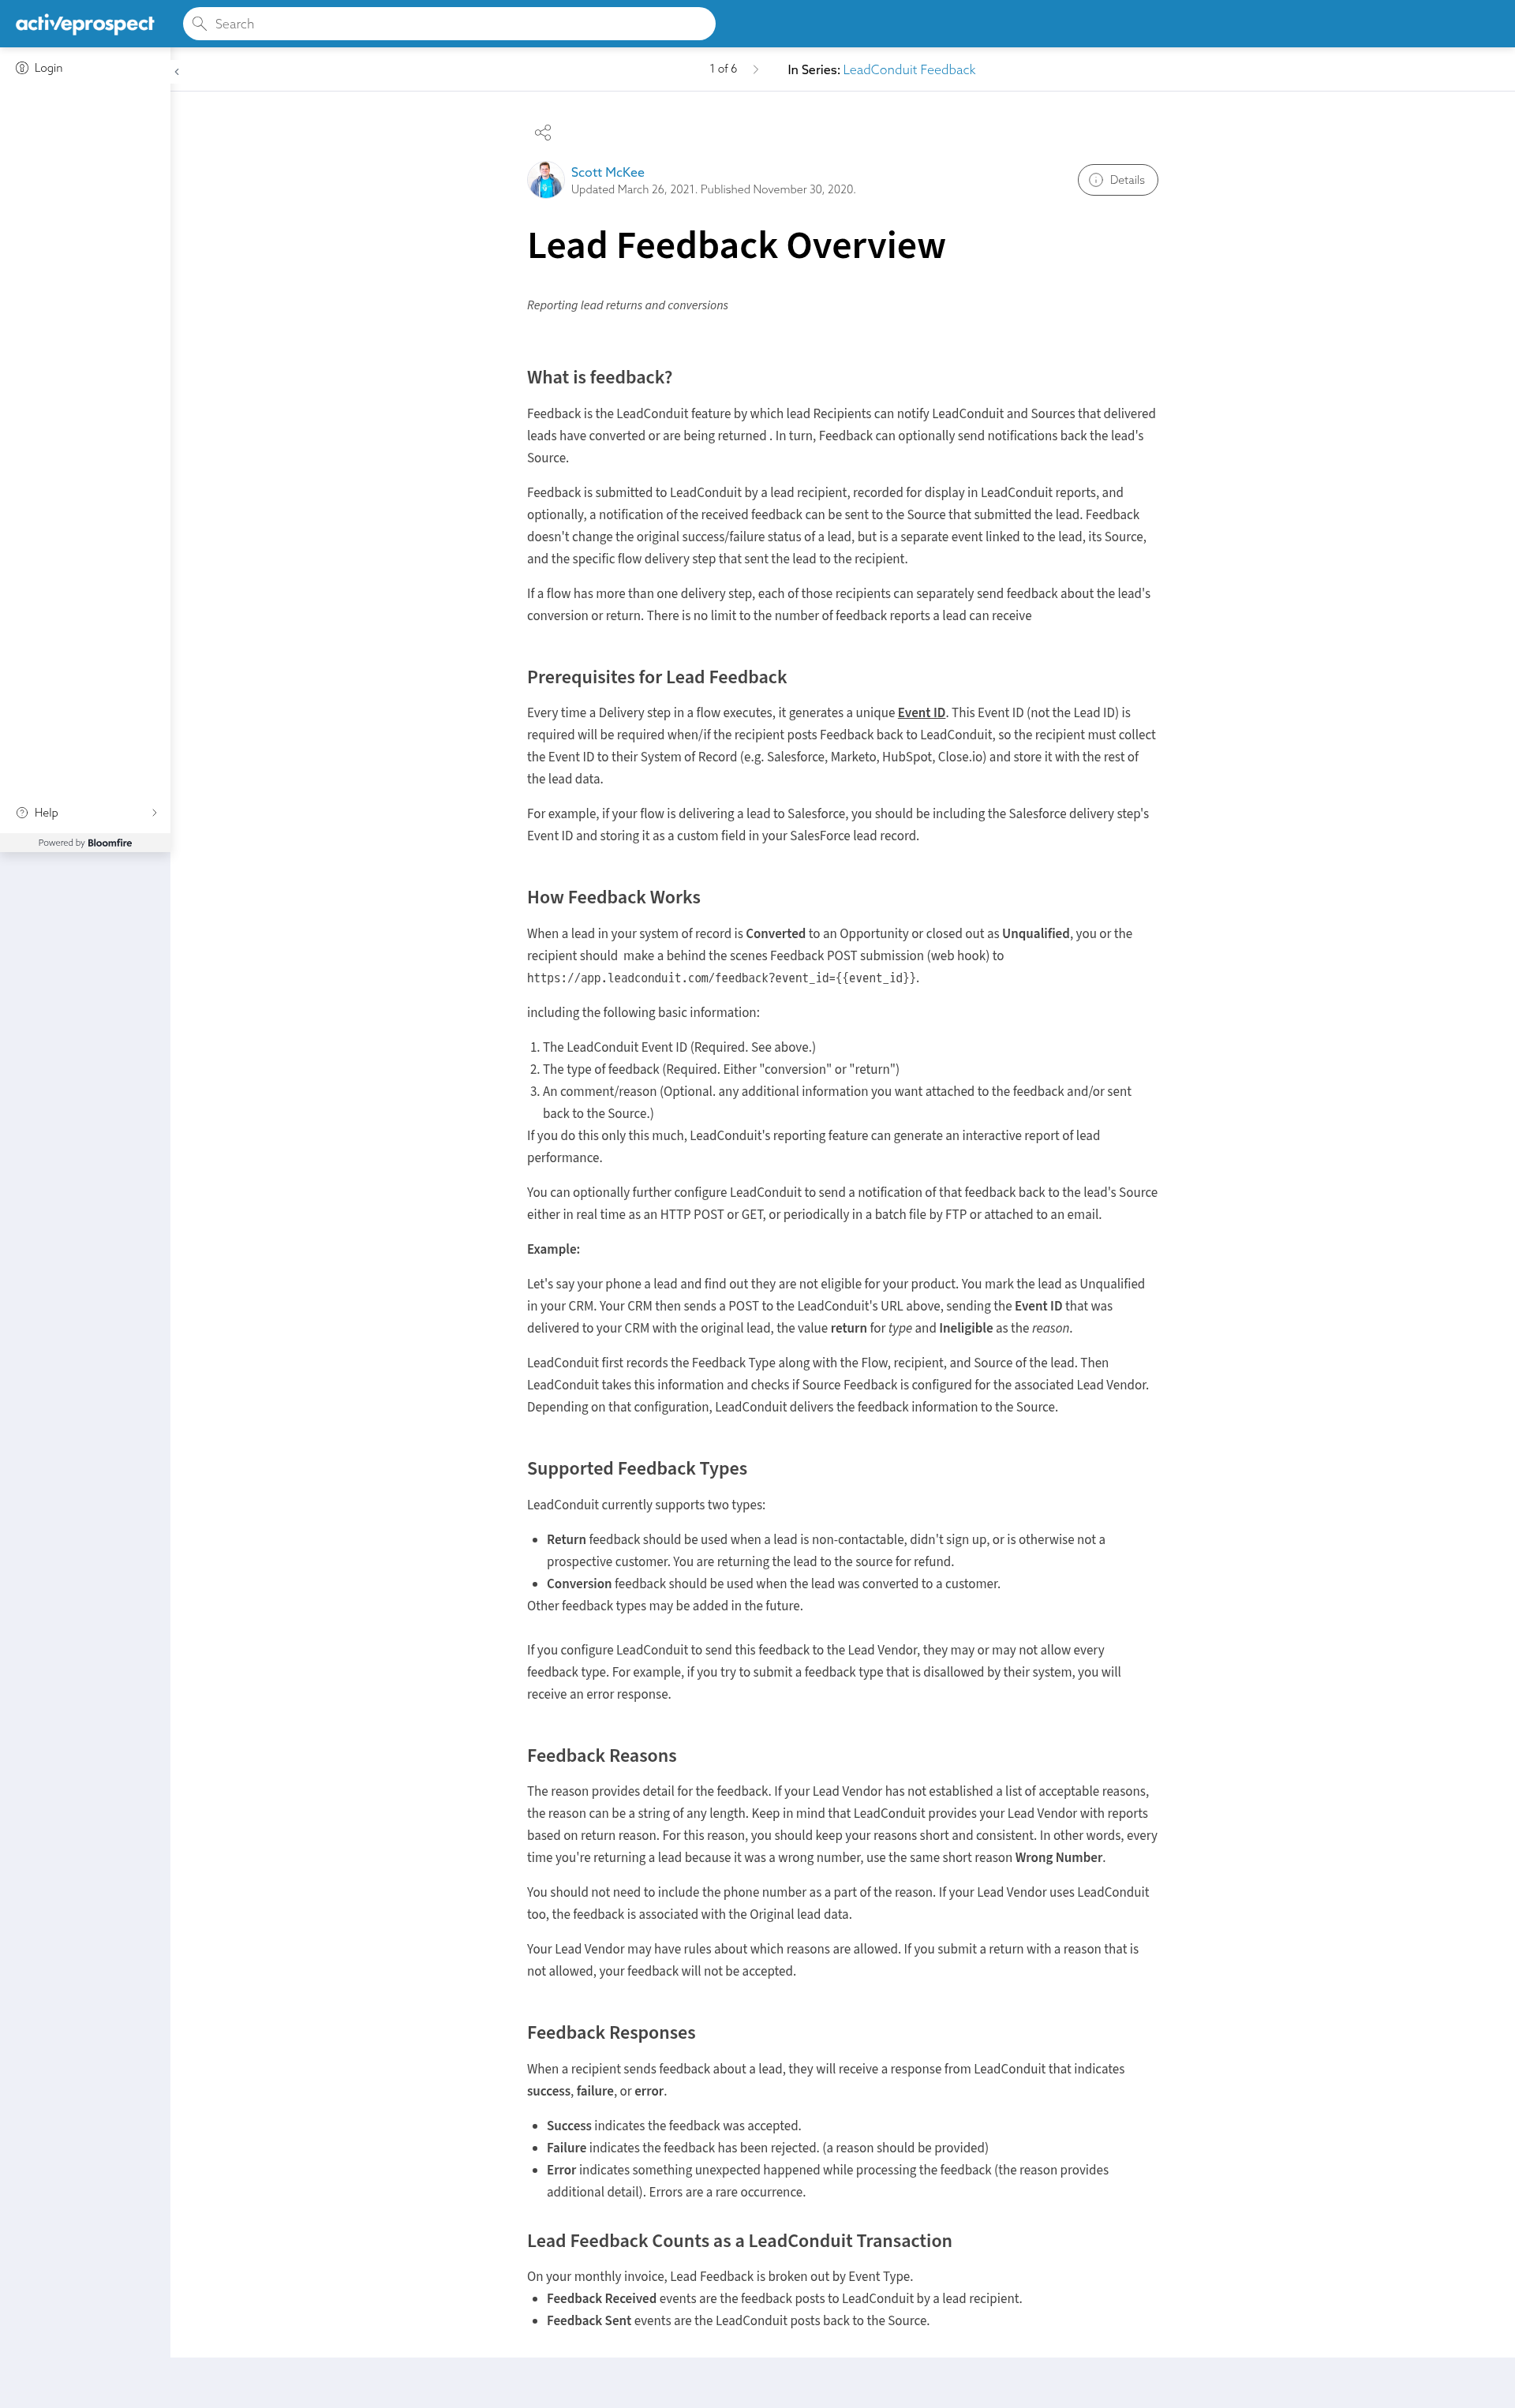 activeprospect
Search
Login
1 of 6
In Series: LeadConduit Feedback
Scott McKee
Updated March 26, 2021. Published November 30, 2020.
Details
Lead Feedback Overview
Reporting lead returns and conversions
What is feedback?
Feedback is the LeadConduit feature by which lead Recipients can notify LeadConduit and Sources that delivered
leads have converted or are being returned . In turn, Feedback can optionally send notifications back the lead's
Source.
Feedback is submitted to LeadConduit by a lead recipient, recorded for display in LeadConduit reports, and
optionally, a notification of the received feedback can be sent to the Source that submitted the lead. Feedback
doesn't change the original success/failure status of a lead, but is a separate event linked to the lead, its Source,
and the specific flow delivery step that sent the lead to the recipient.
If a flow has more than one delivery step, each of those recipients can separately send feedback about the lead's
conversion or return. There is no limit to the number of feedback reports a lead can receive
Prerequisites for Lead Feedback
Every time a Delivery step in a flow executes, it generates a unique Event ID. This Event ID (not the Lead ID) is
required will be required when/if the recipient posts Feedback back to LeadConduit, so the recipient must collect
the Event ID to their System of Record (e.g. Salesforce, Marketo, HubSpot, Close.io) and store it with the rest of
the lead data.
For example, if your flow is delivering a lead to Salesforce, you should be including the Salesforce delivery step's
Event ID and storing it as a custom field in your SalesForce lead record.
Help
Powered by Bloomfire
How Feedback Works
When a lead in your system of record is Converted to an Opportunity or closed out as Unqualified, you or the
recipient should  make a behind the scenes Feedback POST submission (web hook) to
https://app.leadconduit.com/feedback?event_id={{event_id}}.
including the following basic information:
1. The LeadConduit Event ID (Required. See above.)
2. The type of feedback (Required. Either "conversion" or "return")
3. An comment/reason (Optional. any additional information you want attached to the feedback and/or sent
back to the Source.)
If you do this only this much, LeadConduit's reporting feature can generate an interactive report of lead
performance.
You can optionally further configure LeadConduit to send a notification of that feedback back to the lead's Source
either in real time as an HTTP POST or GET, or periodically in a batch file by FTP or attached to an email.
Example:
Let's say your phone a lead and find out they are not eligible for your product. You mark the lead as Unqualified
in your CRM. Your CRM then sends a POST to the LeadConduit's URL above, sending the Event ID that was
delivered to your CRM with the original lead, the value return for type and Ineligible as the reason.
LeadConduit first records the Feedback Type along with the Flow, recipient, and Source of the lead. Then
LeadConduit takes this information and checks if Source Feedback is configured for the associated Lead Vendor.
Depending on that configuration, LeadConduit delivers the feedback information to the Source.
Supported Feedback Types
LeadConduit currently supports two types:
• Return feedback should be used when a lead is non-contactable, didn't sign up, or is otherwise not a
prospective customer. You are returning the lead to the source for refund.
• Conversion feedback should be used when the lead was converted to a customer.
Other feedback types may be added in the future.
If you configure LeadConduit to send this feedback to the Lead Vendor, they may or may not allow every
feedback type. For example, if you try to submit a feedback type that is disallowed by their system, you will
receive an error response.
Feedback Reasons
The reason provides detail for the feedback. If your Lead Vendor has not established a list of acceptable reasons,
the reason can be a string of any length. Keep in mind that LeadConduit provides your Lead Vendor with reports
based on return reason. For this reason, you should keep your reasons short and consistent. In other words, every
time you're returning a lead because it was a wrong number, use the same short reason Wrong Number.
You should not need to include the phone number as a part of the reason. If your Lead Vendor uses LeadConduit
too, the feedback is associated with the Original lead data.
Your Lead Vendor may have rules about which reasons are allowed. If you submit a return with a reason that is
not allowed, your feedback will not be accepted.
Feedback Responses
When a recipient sends feedback about a lead, they will receive a response from LeadConduit that indicates
success, failure, or error.
• Success indicates the feedback was accepted.
• Failure indicates the feedback has been rejected. (a reason should be provided)
• Error indicates something unexpected happened while processing the feedback (the reason provides
additional detail). Errors are a rare occurrence.
Lead Feedback Counts as a LeadConduit Transaction
On your monthly invoice, Lead Feedback is broken out by Event Type.
• Feedback Received events are the feedback posts to LeadConduit by a lead recipient.
• Feedback Sent events are the LeadConduit posts back to the Source.